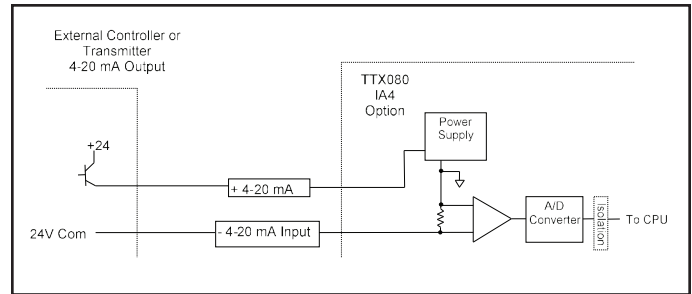 External Controller or
Transmitter
4-20 mA Output
TTX080
IA4
Option
Power
Supply
+24
+ 4-20 mA
24V Com
- 4-20 mA Input
A/D
Converter
Isolation
To CPU